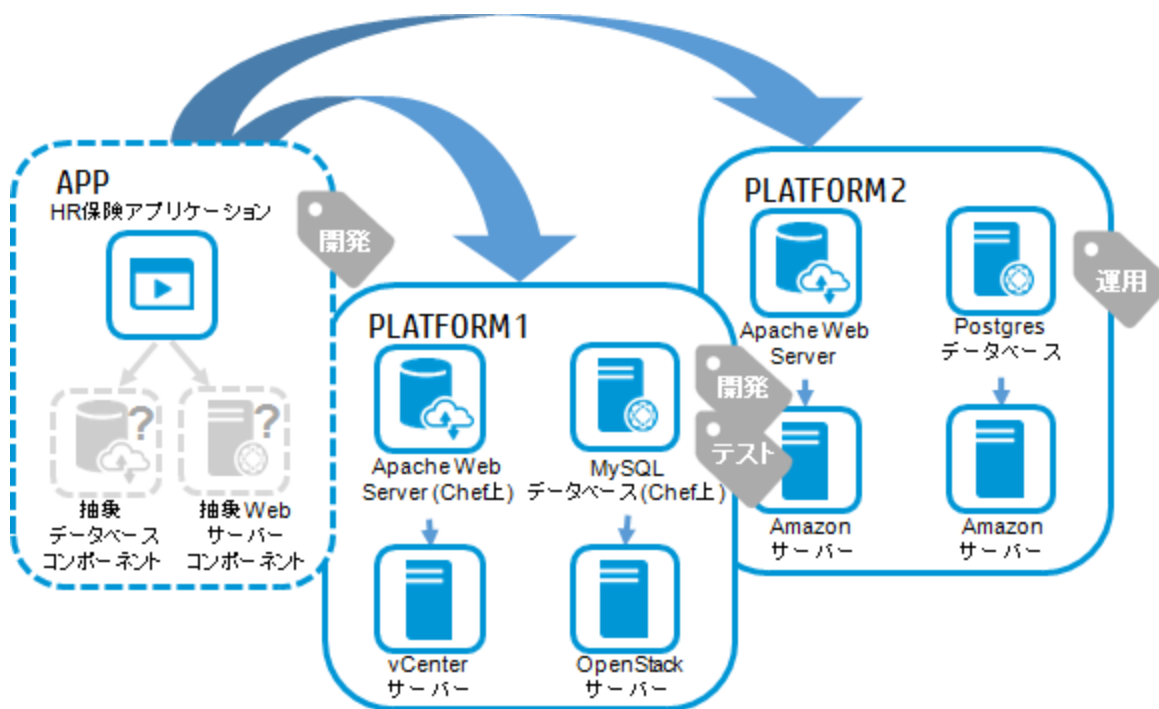 APP
HR保険アプリケーション
開発
?
?
抽象
データベース
コンポーネント
抽象 Web
サーバー
コンポーネント
PLATFORM 1
Apache Web
Server (Chef上)
MySQL
データベース (Chef上)
開発
テスト
vCenter
サーバー
OpenStack
サーバー
PLATFORM 2
Apache Web
Server
Postgres
データベース
運用
Amazon
サーバー
Amazon
サーバー